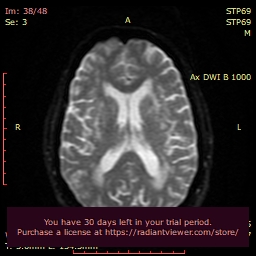 Im: 38/48
Se: 3
A
STP69
STP69
M
Ax DWI B 1000
R
L
You have 30 days left in your trial period.
Purchase a license at https://radiantviewer.com/store/